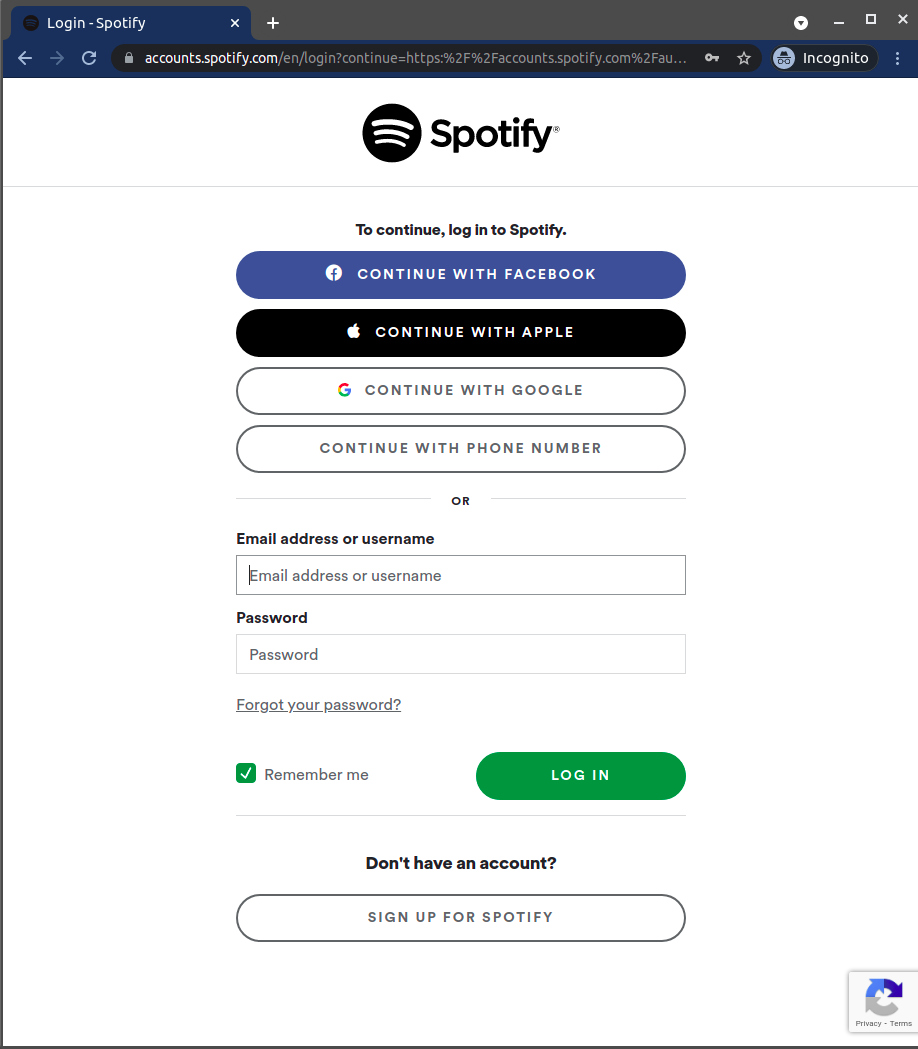 Login - Spotify
accounts.spotify.com/en/login?continue=https:%2F%2Faccounts.spotify.com%2Fau...
Incognito
Spotify®
To continue, log in to Spotify.
CONTINUE WITH FACEBOOK
CONTINUE WITH APPLE
CONTINUE WITH GOOGLE
CONTINUE WITH PHONE NUMBER
OR
Email address or username
Email address or username
Password
Password
Forgot your password?
Remember me
LOG IN
Don't have an account?
SIGN UP FOR SPOTIFY
Privacy - Terms